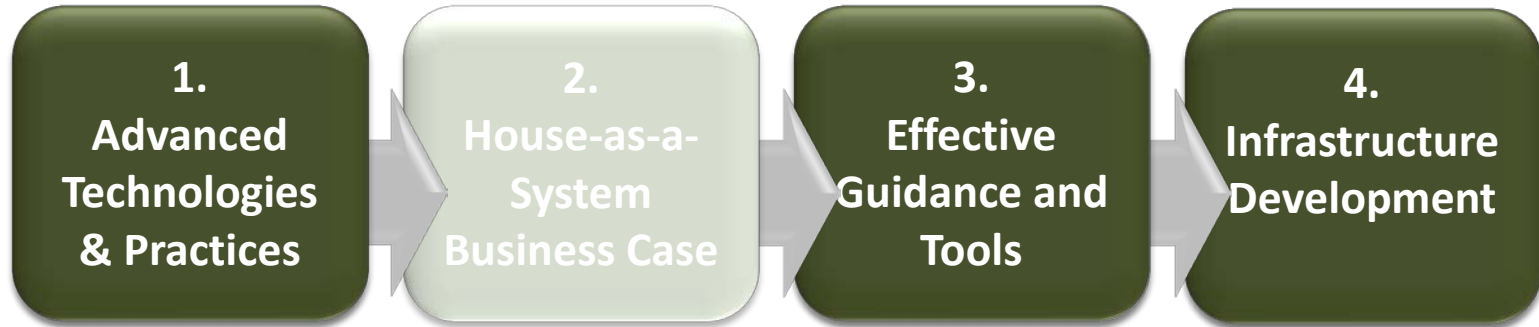 1.
Advanced
Technologies
& Practices
2.
House-as-a-
System
Business Case
3.
Effective
Guidance and
Tools
4.
Infrastructure
Development